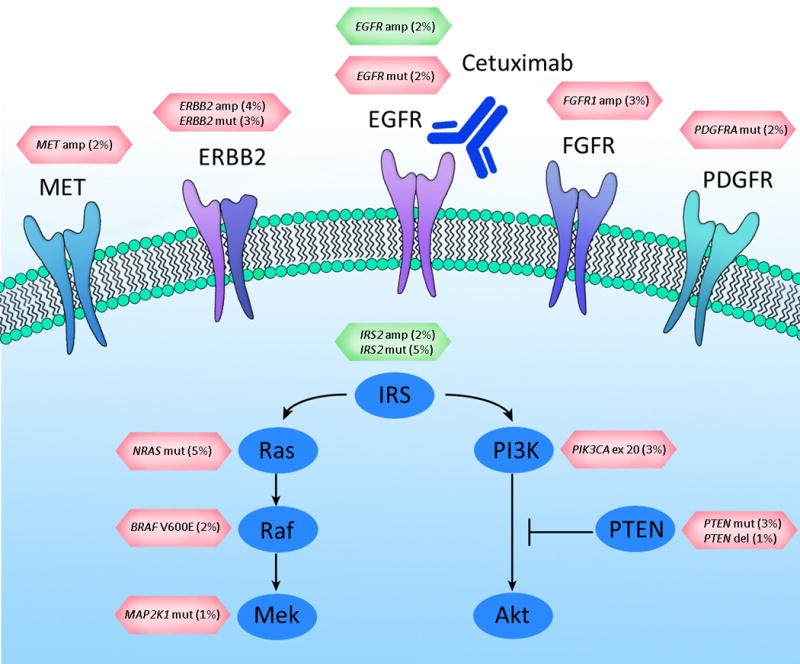 EGFR amp (2%)
EGFR mut (2%)
Cetuximab
EGFR
ERBB2 amp (4%)
ERBB2 mut (3%)
ERBB2
FGFR1 amp (3%)
FGFR
MET amp (2%)
MET
PDGFRA mut (2%)
PDGFR
IRS2 amp (2%)
IRS2 mut (5%)
IRS
NRAS mut (5%)
Ras
PI3K
PIK3CA ex 20 (3%)
BRAF V600E (2%)
Raf
PTEN
PTEN mut (3%)
PTEN del (1%)
MAP2K1 mut (1%)
Mek
Akt